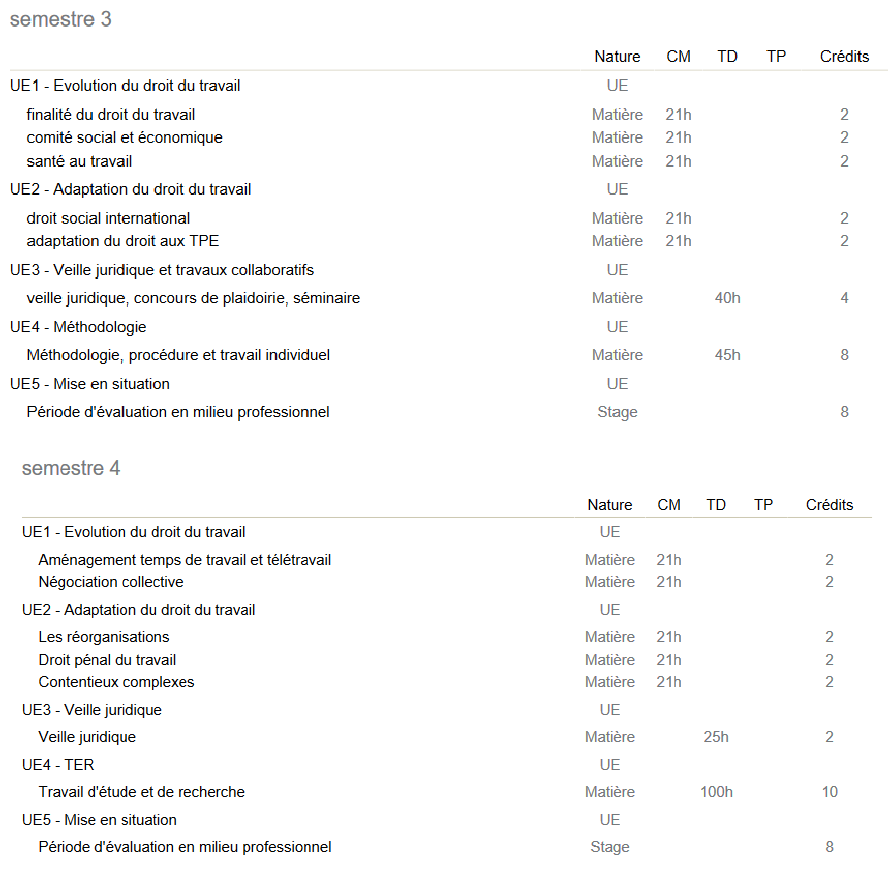 semestre 3
Nature CM TD TP Crédits
UE1 - Evolution du droit du travail UE
finalité du droit du travail Matière 21h 2
comité social et économique Matière 21h 2
santé au travail Matière 21h 2
UE2 - Adaptation du droit du travail UE
droit social international Matière 21h 2
adaptation du droit aux TPE Matière 21h 2
UE3 - Veille juridique et travaux collaboratifs UE
veille juridique, concours de plaidoirie, séminaire Matière 40h 4
UE4 - Méthodologie UE
Méthodologie, procédure et travail individuel Matière 45h 8
UE5 - Mise en situation UE
Période d'évaluation en milieu professionnel Stage 8
semestre 4
Nature CM TD TP Crédits
UE1 - Evolution du droit du travail UE
Aménagement temps de travail et télétravail Matière 21h 2
Négociation collective Matière 21h 2
UE2 - Adaptation du droit du travail UE
Les réorganisations Matière 21h 2
Droit pénal du travail Matière 21h 2
Contentieux complexes Matière 21h 2
UE3 - Veille juridique UE
Veille juridique Matière 25h 2
UE4 - TER UE
Travail d'étude et de recherche Matière 100h 10
UE5 - Mise en situation UE
Période d'évaluation en milieu professionnel Stage 8